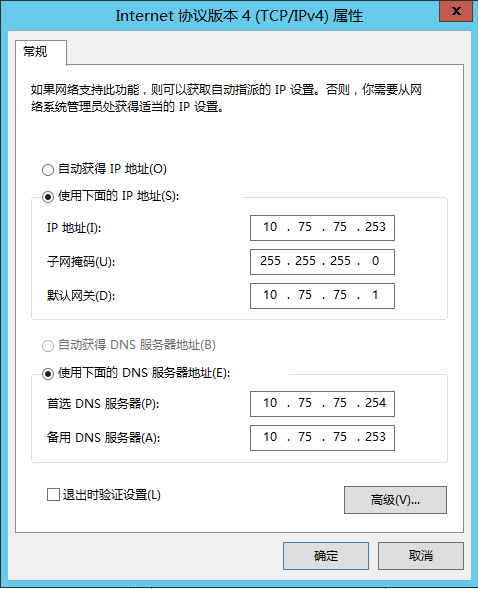 Internet 协议版本 4 (TCP/IPv4) 属性
x
常规
如果网络支持此功能，则可以获取自动指派的 IP 设置。否则，你需要从网
络系统管理员处获得适当的 IP 设置。
自动获得 IP 地址(O)
使用下面的 IP 地址(S):
IP 地址(I): 10 . 75 . 75 . 253
子网掩码(U): 255 . 255 . 255 . 0
默认网关(D): 10 . 75 . 75 . 1
自动获得 DNS 服务器地址(B)
使用下面的 DNS 服务器地址(E):
首选 DNS 服务器(P): 10 . 75 . 75 . 254
备用 DNS 服务器(A): 10 . 75 . 75 . 253
退出时验证设置(L)
高级(V)...
确定 取消